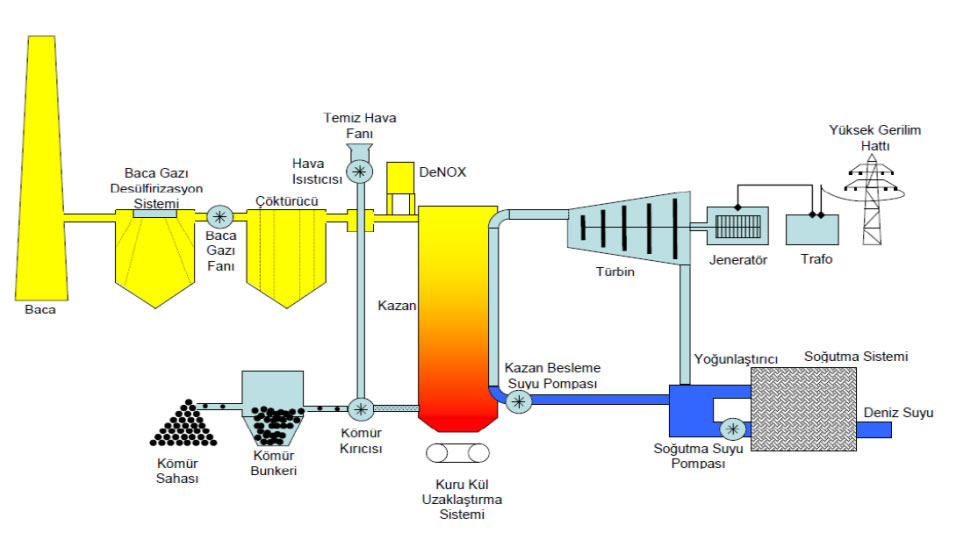 Temiz Hava
Fanı
Yüksek Gerilim
Hattı
Hava
Isıstıcısı
DeNOX
Baca Gazı
Desülfirizasyon
Sistemi
Çöktürücü
Baca
Gazı
Fanı
Türbin
Jeneratör
Trafo
Baca
Kazan
Kazan Besleme
Suyu Pompası
Yoğunlaştırıcı
Soğutma Sistemi
Deniz Suyu
Soğutma Suyu
Pompası
Kömür
Sahası
Kömür
Bunkeri
Kömür
Kırıcısı
Kuru Kül
Uzaklaştırma
Sistemi